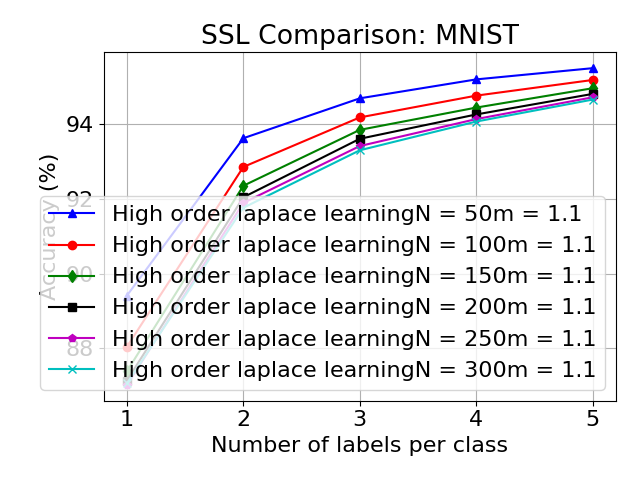 SSL Comparison: MNIST
Accuracy (%)
94
92
90
88
High order laplace learningN = 50m = 1.1
High order laplace learningN = 100m = 1.1
High order laplace learningN = 150m = 1.1
High order laplace learningN = 200m = 1.1
High order laplace learningN = 250m = 1.1
High order laplace learningN = 300m = 1.1
1 2 3 4 5
Number of labels per class